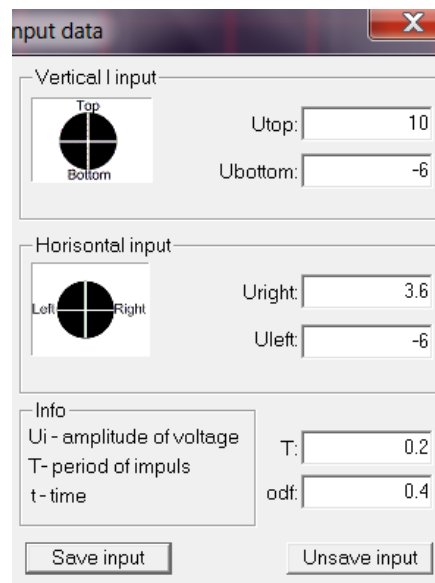 nput data
X
Vertical I input
Top
Bottom
Utop: 10
Ubottom: -6
Horisontal input
Left Right
Uright: 3.6
Uleft: -6
Info
Ui - amplitude of voltage
T- period of impuls
t - time
T: 0.2
odf: 0.4
Save input Unsave input